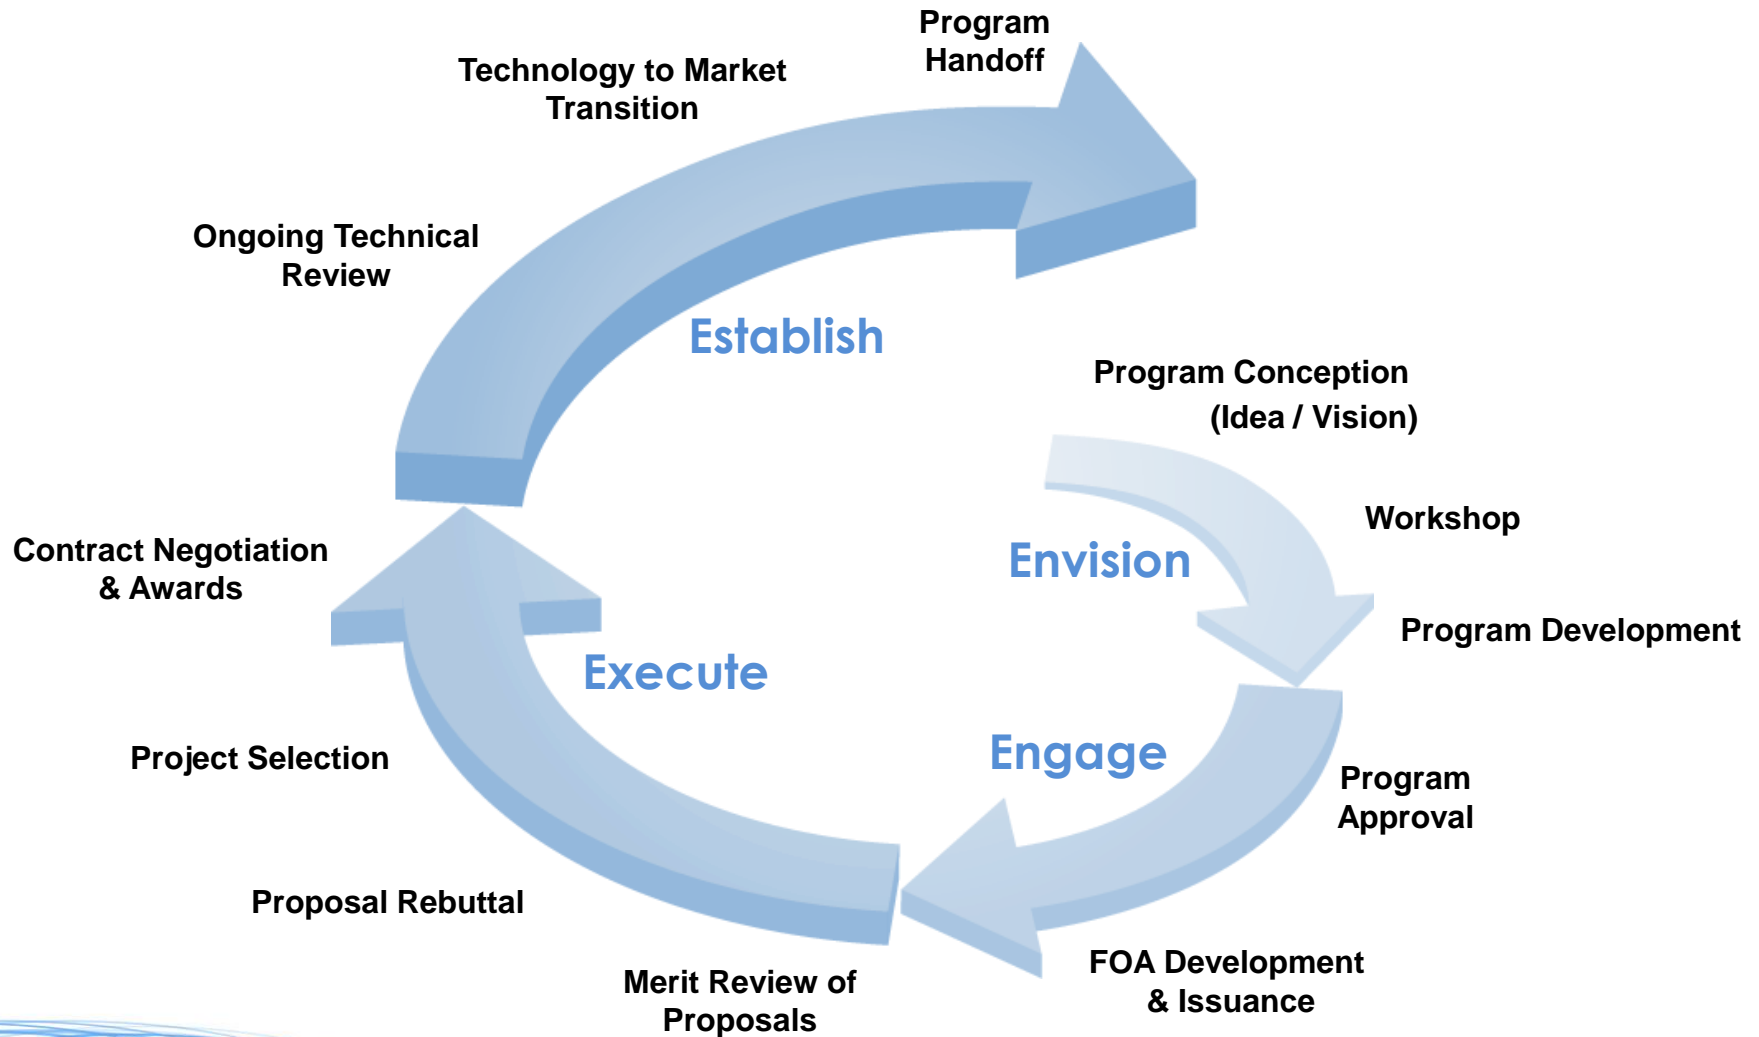 Program
Handoff
Technology to Market
Transition
Ongoing Technical
Review
Establish
Program Conception
(Idea / Vision)
Workshop
Envision
Contract Negotiation
& Awards
Program Development
Execute
Engage
Project Selection
Program
Approval
Proposal Rebuttal
FOA Development
& Issuance
Merit Review of
Proposals